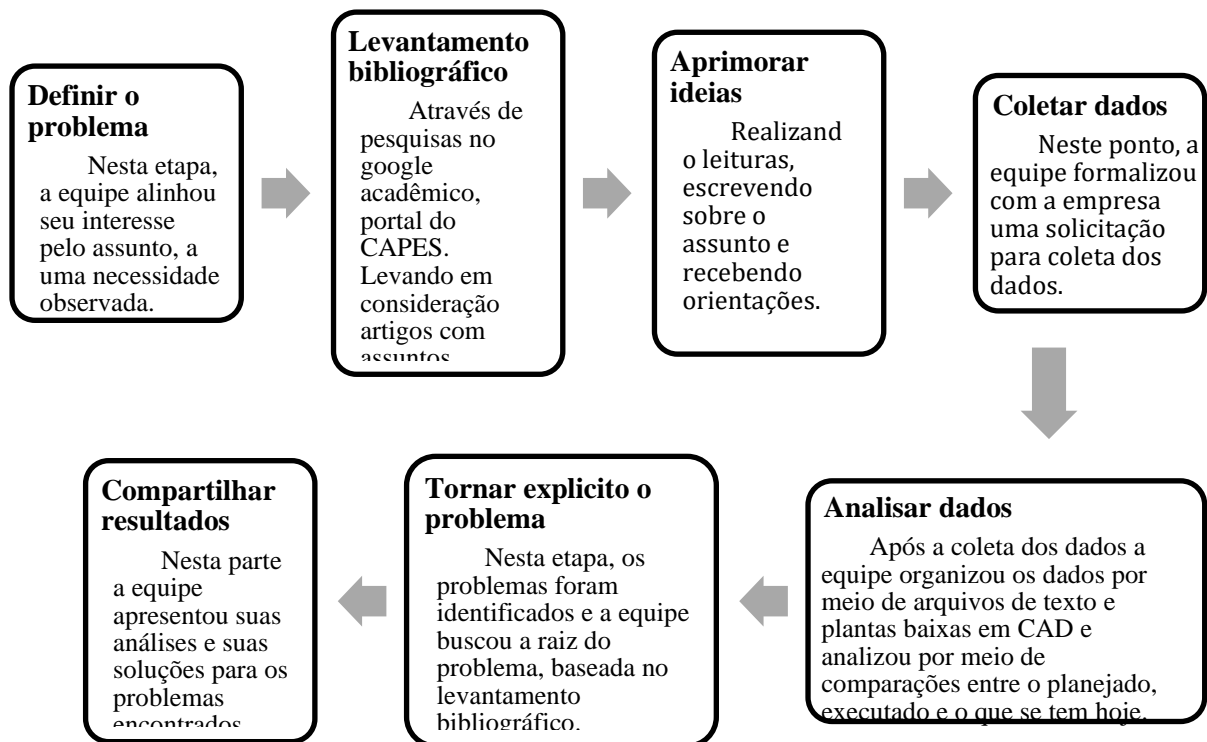 Definir o
problema
Nesta etapa,
a equipe alinhou
seu interesse
pelo assunto, a
uma necessidade
observada.
Levantamento
bibliográfico
Através de
pesquisas no
google
acadêmico,
portal do
CAPES.
Levando em
consideração
artigos com
assuntos
Aprimorar
ideias
Realizand
o leituras,
escrevendo
sobre o
assunto e
recebendo
orientações.
Coletar dados
Neste ponto, a
equipe formalizou
com a empresa
uma solicitação
para coleta dos
dados.
Analisar dados
Após a coleta dos dados a
equipe organizou os dados por
meio de arquivos de texto e
plantas baixas em CAD e
analizou por meio de
comparações entre o planejado,
executado e o que se tem hoje.
Tornar explicito o
problema
Nesta etapa, os
problemas foram
identificados e a equipe
buscou a raiz do
problema, baseada no
levantamento
bibliográfico.
Compartilhar
resultados
Nesta parte
a equipe
apresentou suas
análises e suas
soluções para os
problemas
encontrados